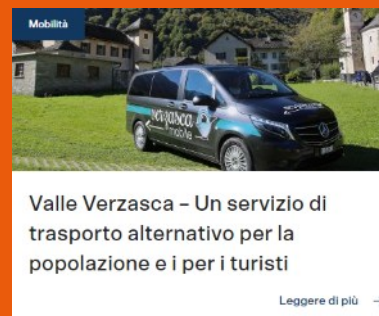 Mobilità
verzasca
mobile
Valle Verzasca – Un servizio di
trasporto alternativo per la
popolazione e i per i turisti
Leggere di più →